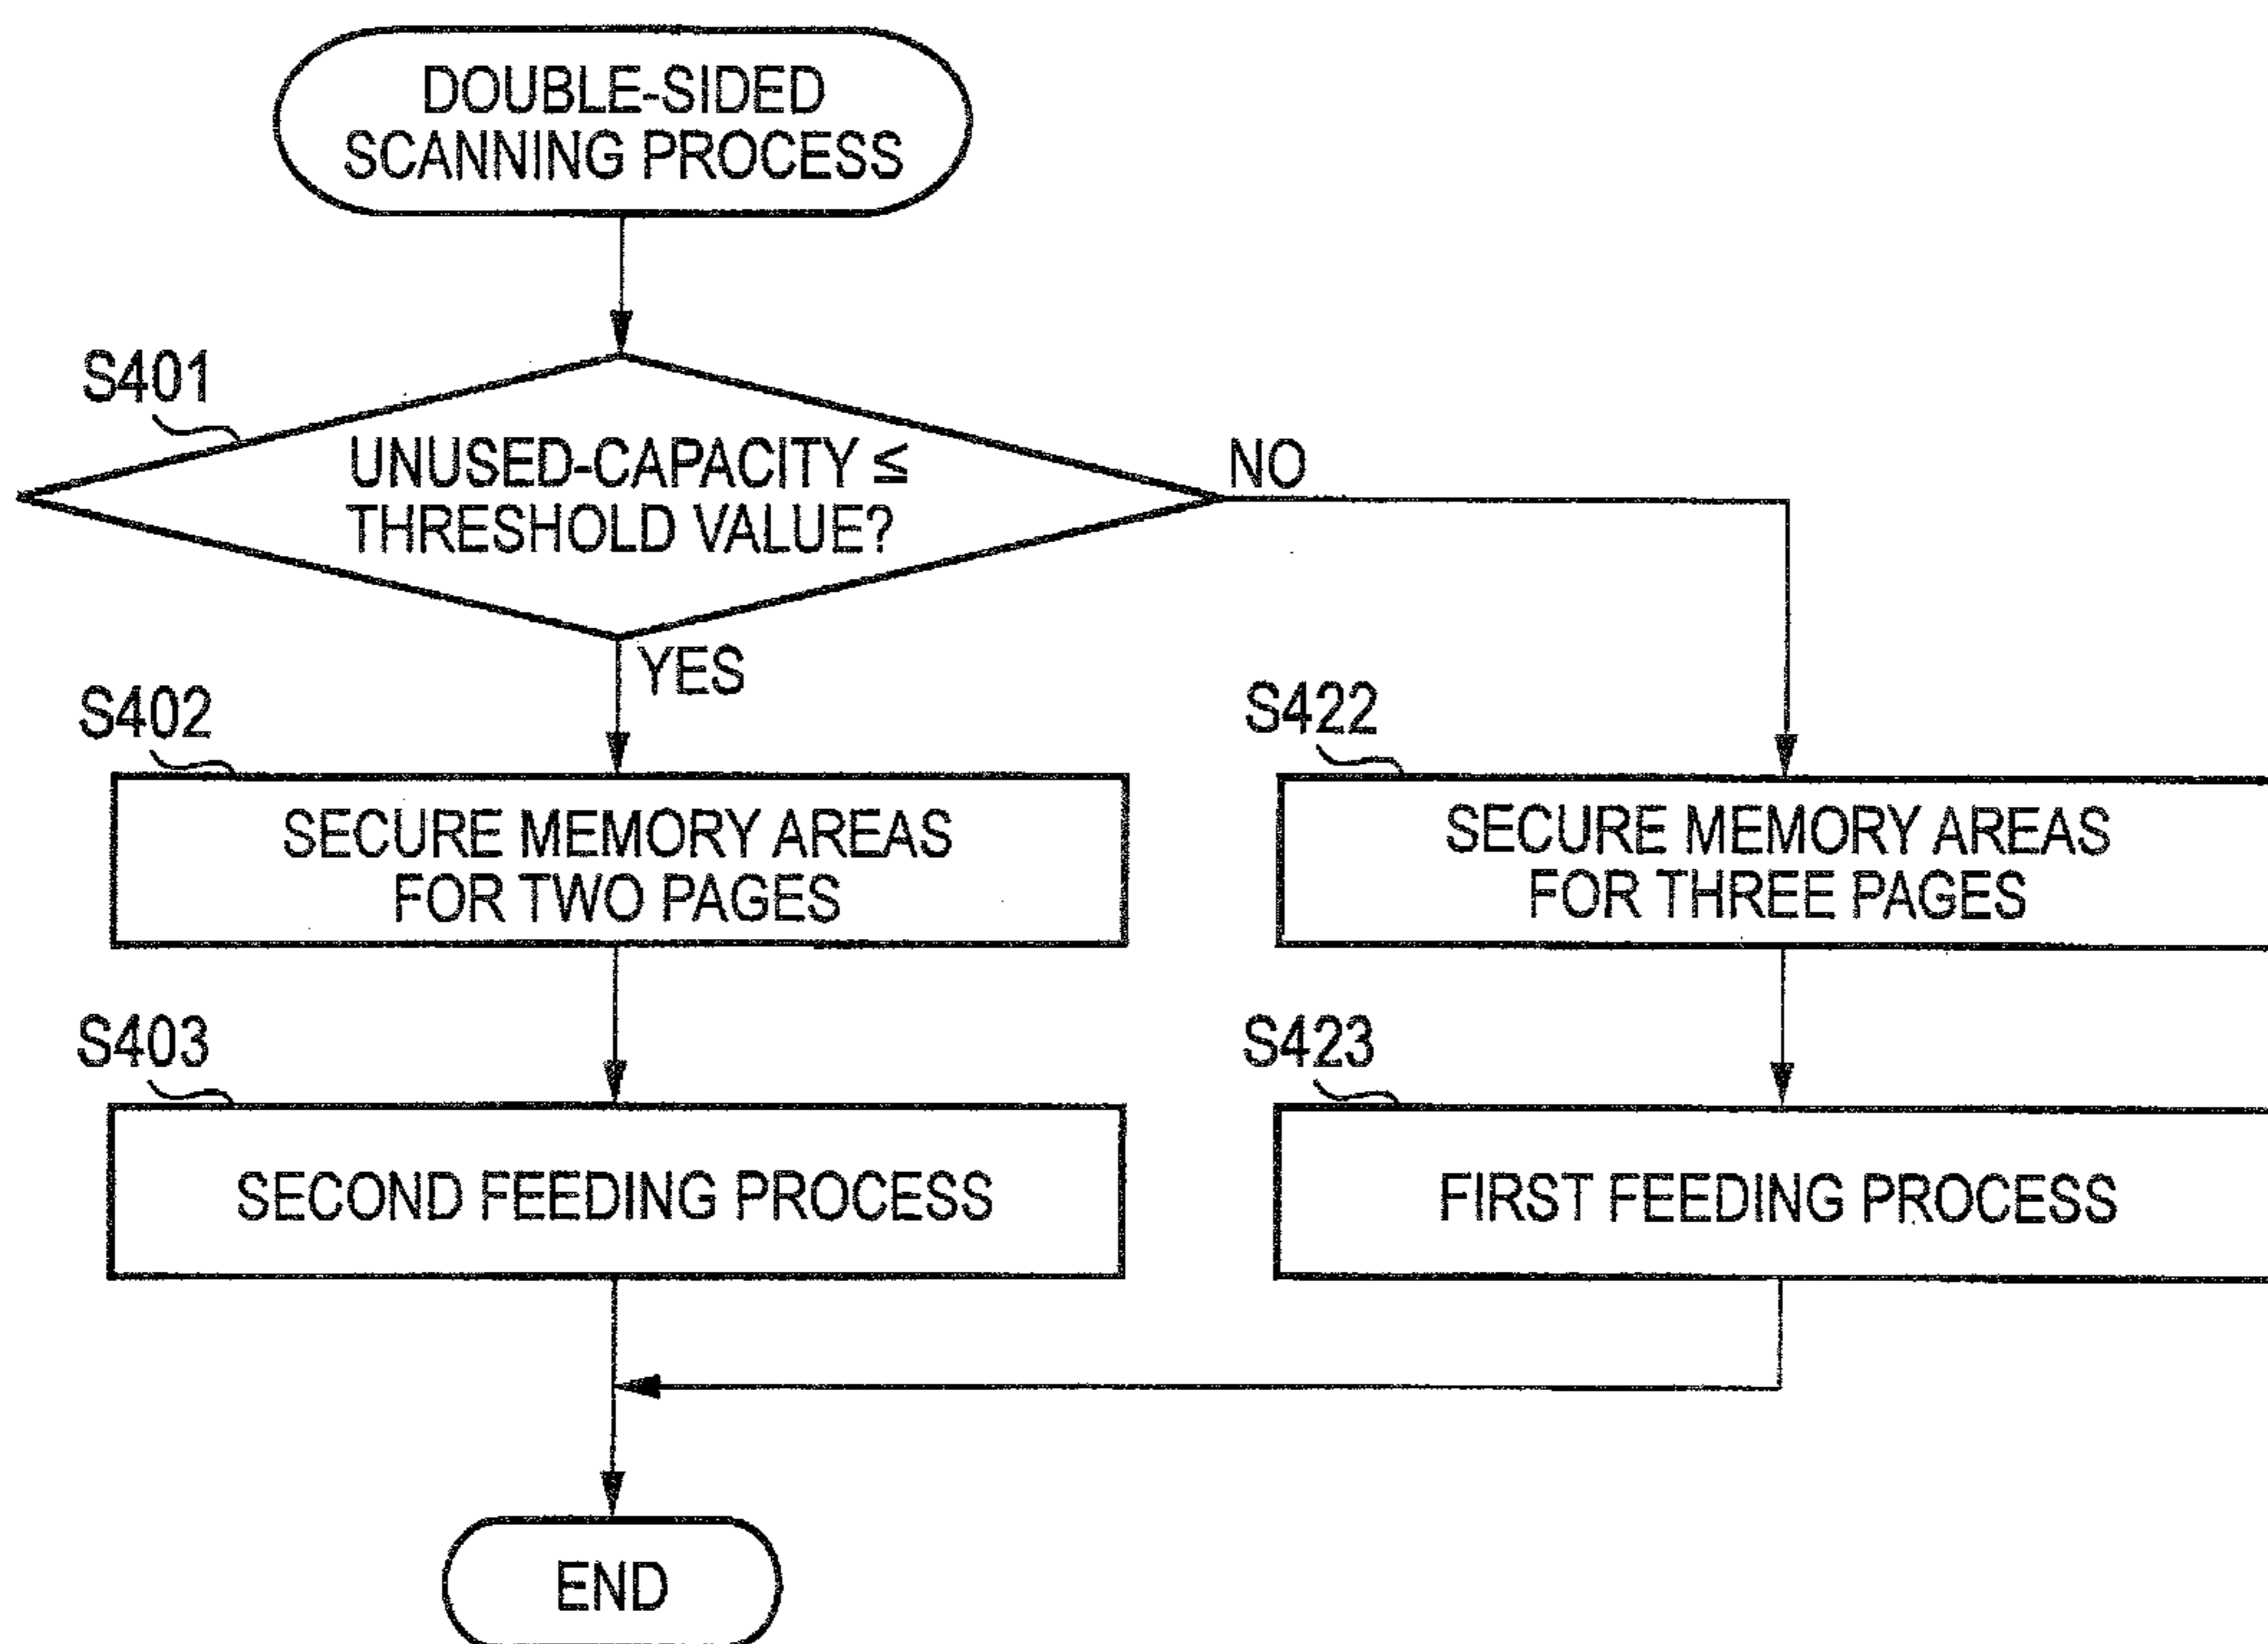 DOUBLE-SIDED
SCANNING PROCESS
S401
UNUSED-CAPACITY ≤
THRESHOLD VALUE?
NO
YES
S402
SECURE MEMORY AREAS
FOR TWO PAGES
S422
SECURE MEMORY AREAS
FOR THREE PAGES
S403
SECOND FEEDING PROCESS
S423
FIRST FEEDING PROCESS
END